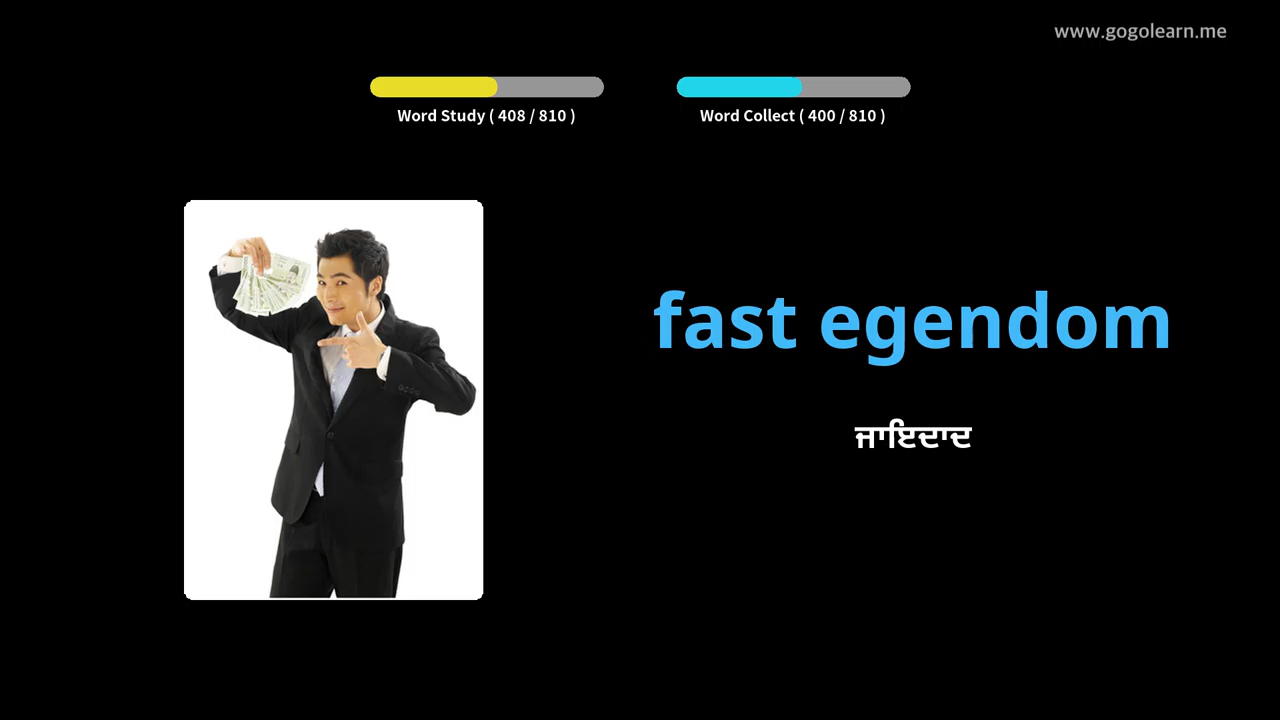 www.gogolearn.me
Word Study ( 408 / 810 )
Word Collect ( 400 / 810 )
fast egendom
ਜਾਇਦਾਦ